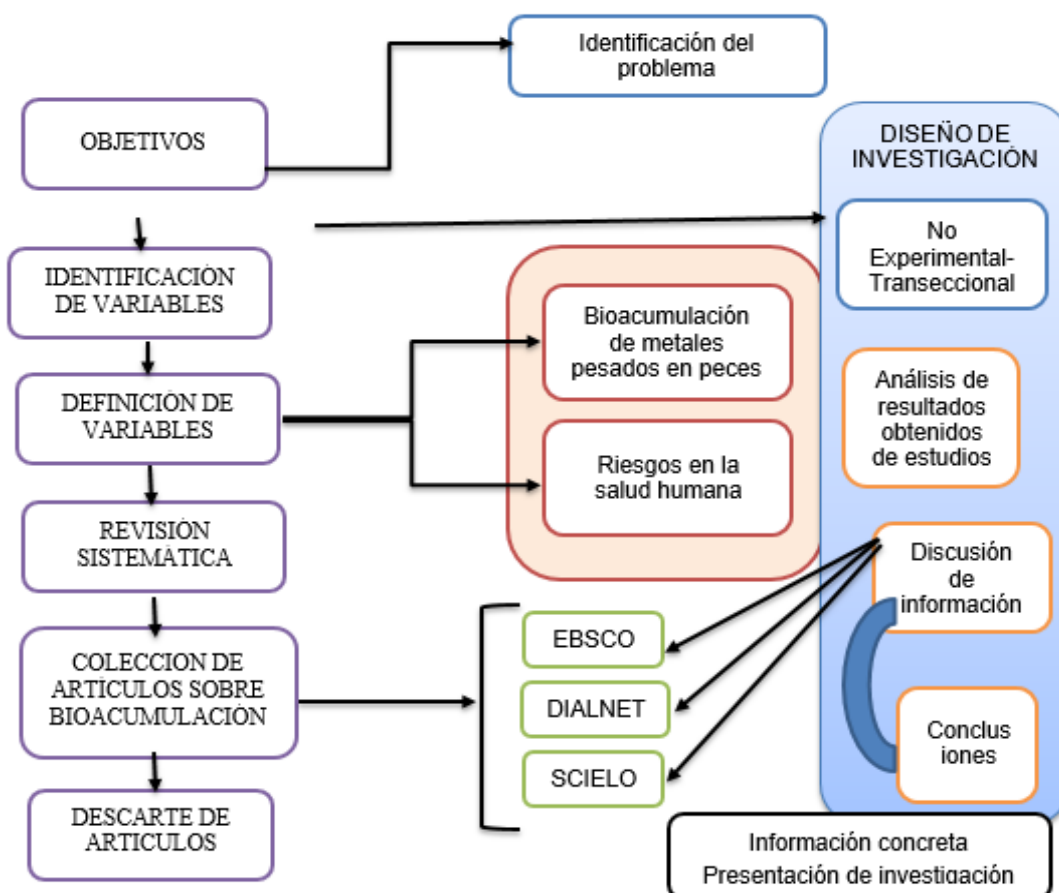 Identificación del
problema
OBJETIVOS
IDENTIFICACIÓN
DE VARIABLES
DEFINICIÓN DE
VARIABLES
REVISIÓN
SISTEMÁTICA
COLECCION DE
ARTÍCULOS SOBRE
BIOACUMULACIÓN
DESCARTE DE
ARTICULOS
Bioacumulación
de metales
pesados en peces
Riesgos en la
salud humana
EBSCO
DIALNET
SCIELO
DISEÑO DE
INVESTIGACIÓN
No
Experimental-
Transeccional
Análisis de
resultados
obtenidos
de estudios
Discusión
de
información
Conclus
iones
Información concreta
Presentación de investigación